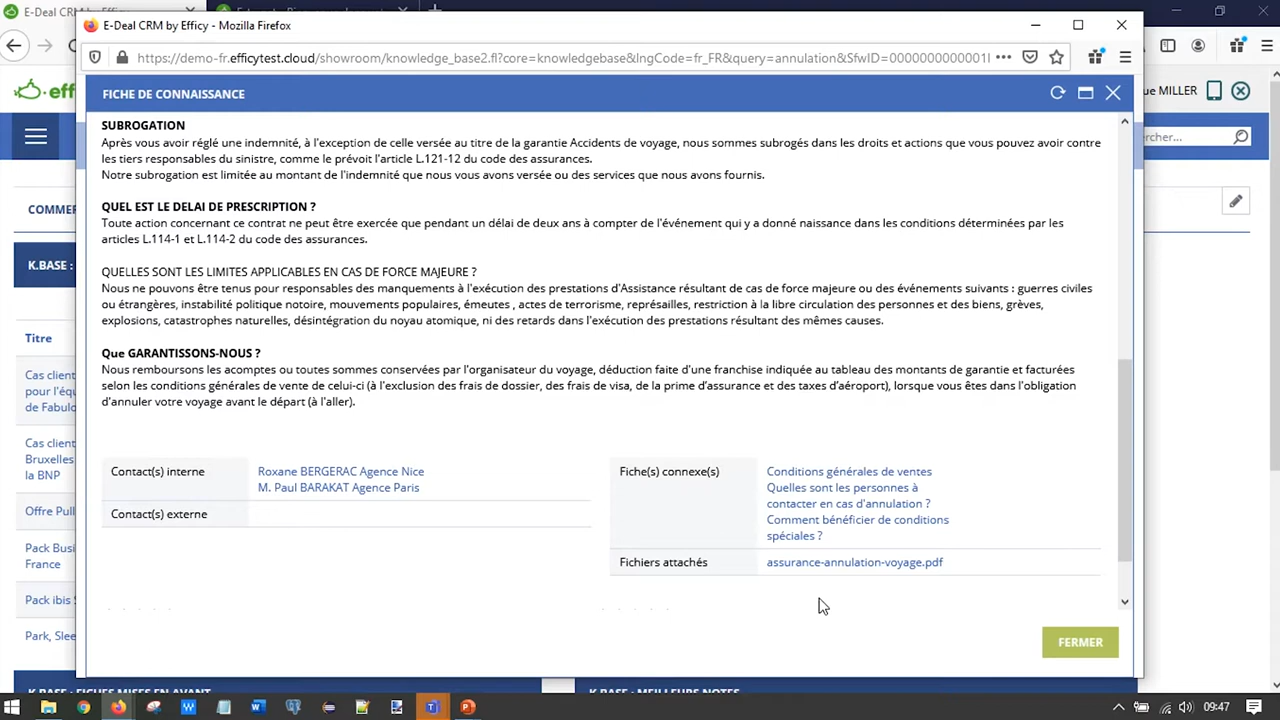 E-Deal CRM by Efficy
E-Deal CRM by Efficy - Mozilla Firefox
https://demo-fr.efficytest.cloud/showroom/knowledge_base2.fl?core=knowledgebase&lngCode=fr_FR&query=annulation&SfwID=0000000000001
FICHE DE CONNAISSANCE
ue MILLER
rcher...
COMMER
K.BASE :
Titre
Cas client
pour l'équ
de Fabulo
Cas client
Bruxelles
la BNP
Offre Pull
Pack Busi
France
Pack ibis
Park, Slee
SUBROGATION
Après vous avoir réglé une indemnité, à l'exception de celle versée au titre de la garantie Accidents de voyage, nous sommes subrogés dans les droits et actions que vous pouvez avoir contre
les tiers responsables du sinistre, comme le prévoit l'article L.121-12 du code des assurances.
Notre subrogation est limitée au montant de l'indemnité que nous vous avons versée ou des services que nous avons fournis.
QUEL EST LE DELAI DE PRESCRIPTION ?
Toute action concernant ce contrat ne peut être exercée que pendant un délai de deux ans à compter de l'événement qui y a donné naissance dans les conditions déterminées par les
articles L.114-1 et L.114-2 du code des assurances.
QUELLES SONT LES LIMITES APPLICABLES EN CAS DE FORCE MAJEURE ?
Nous ne pouvons être tenus pour responsables des manquements à l'exécution des prestations d'Assistance résultant de cas de force majeure ou des événements suivants : guerres civiles
ou étrangères, instabilité politique notoire, mouvements populaires, émeutes , actes de terrorisme, représailles, restriction à la libre circulation des personnes et des biens, grèves,
explosions, catastrophes naturelles, désintégration du noyau atomique, ni des retards dans l'exécution des prestations résultant des mêmes causes.
Que GARANTISSONS-NOUS ?
Nous remboursons les acomptes ou toutes sommes conservées par l'organisateur du voyage, déduction faite d'une franchise indiquée au tableau des montants de garantie et facturées
selon les conditions générales de vente de celui-ci (à l'exclusion des frais de dossier, des frais de visa, de la prime d'assurance et des taxes d'aéroport), lorsque vous êtes dans l'obligation
d'annuler votre voyage avant le départ (à l'aller).
Contact(s) interne
Roxane BERGERAC Agence Nice
M. Paul BARAKAT Agence Paris
Contact(s) externe
Fiche(s) connexe(s)
Conditions générales de ventes
Quelles sont les personnes à
contacter en cas d'annulation ?
Comment bénéficier de conditions
spéciales ?
Fichiers attachés
assurance-annulation-voyage.pdf
FERMER
K.BASE : FICHES MISES EN AVANT
K.BASE : MEILLEURS NOTES
09:47